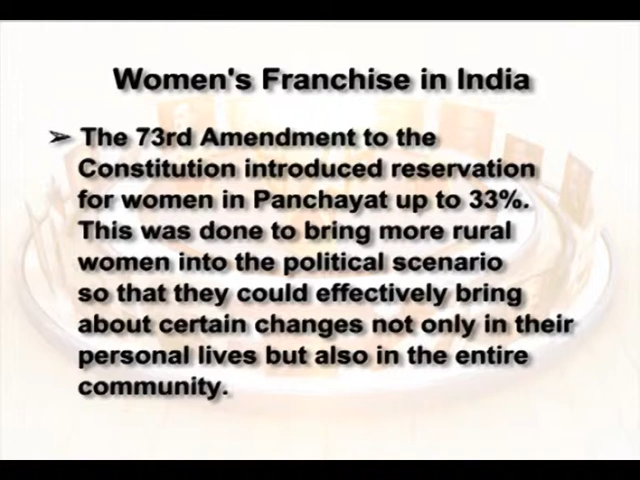 Women's Franchise in India
➢ The 73rd Amendment to the
Constitution introduced reservation
for women in Panchayat up to 33%.
This was done to bring more rural
women into the political scenario
so that they could effectively bring
about certain changes not only in their
personal lives but also in the entire
community.